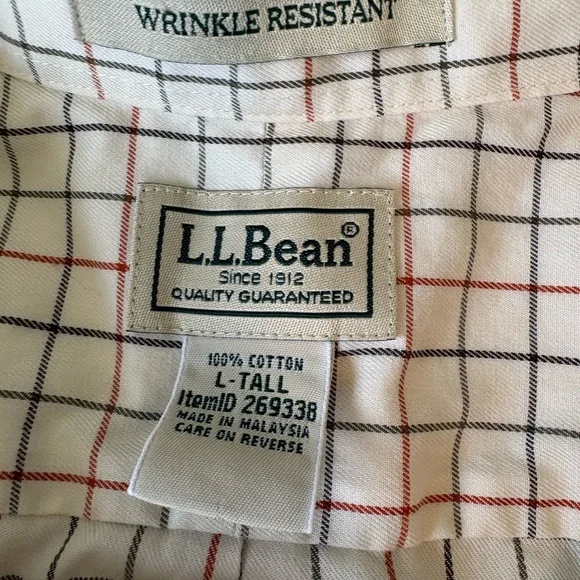 WRINKLE RESISTANT
L.L.Bean®
Since 1912
QUALITY GUARANTEED
100% COTTON
L-TALL
ItemID 269338
MADE IN MALAYSIA
CARE ON REVERSE